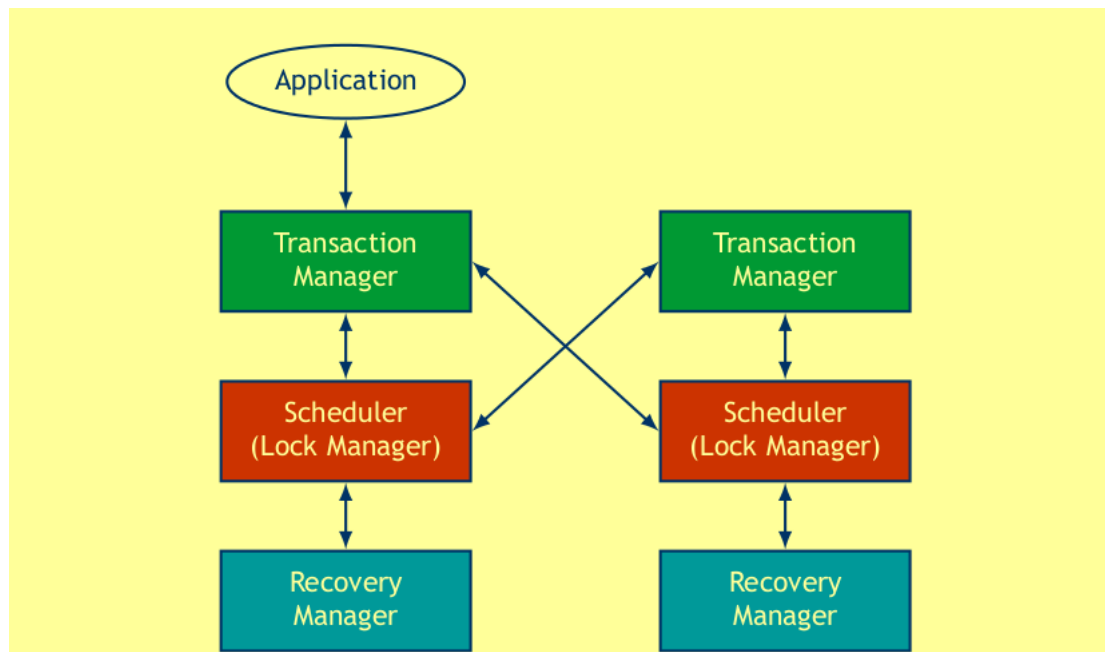 Application
Transaction
Manager
Transaction
Manager
Scheduler
(Lock Manager)
Scheduler
(Lock Manager)
Recovery
Manager
Recovery
Manager